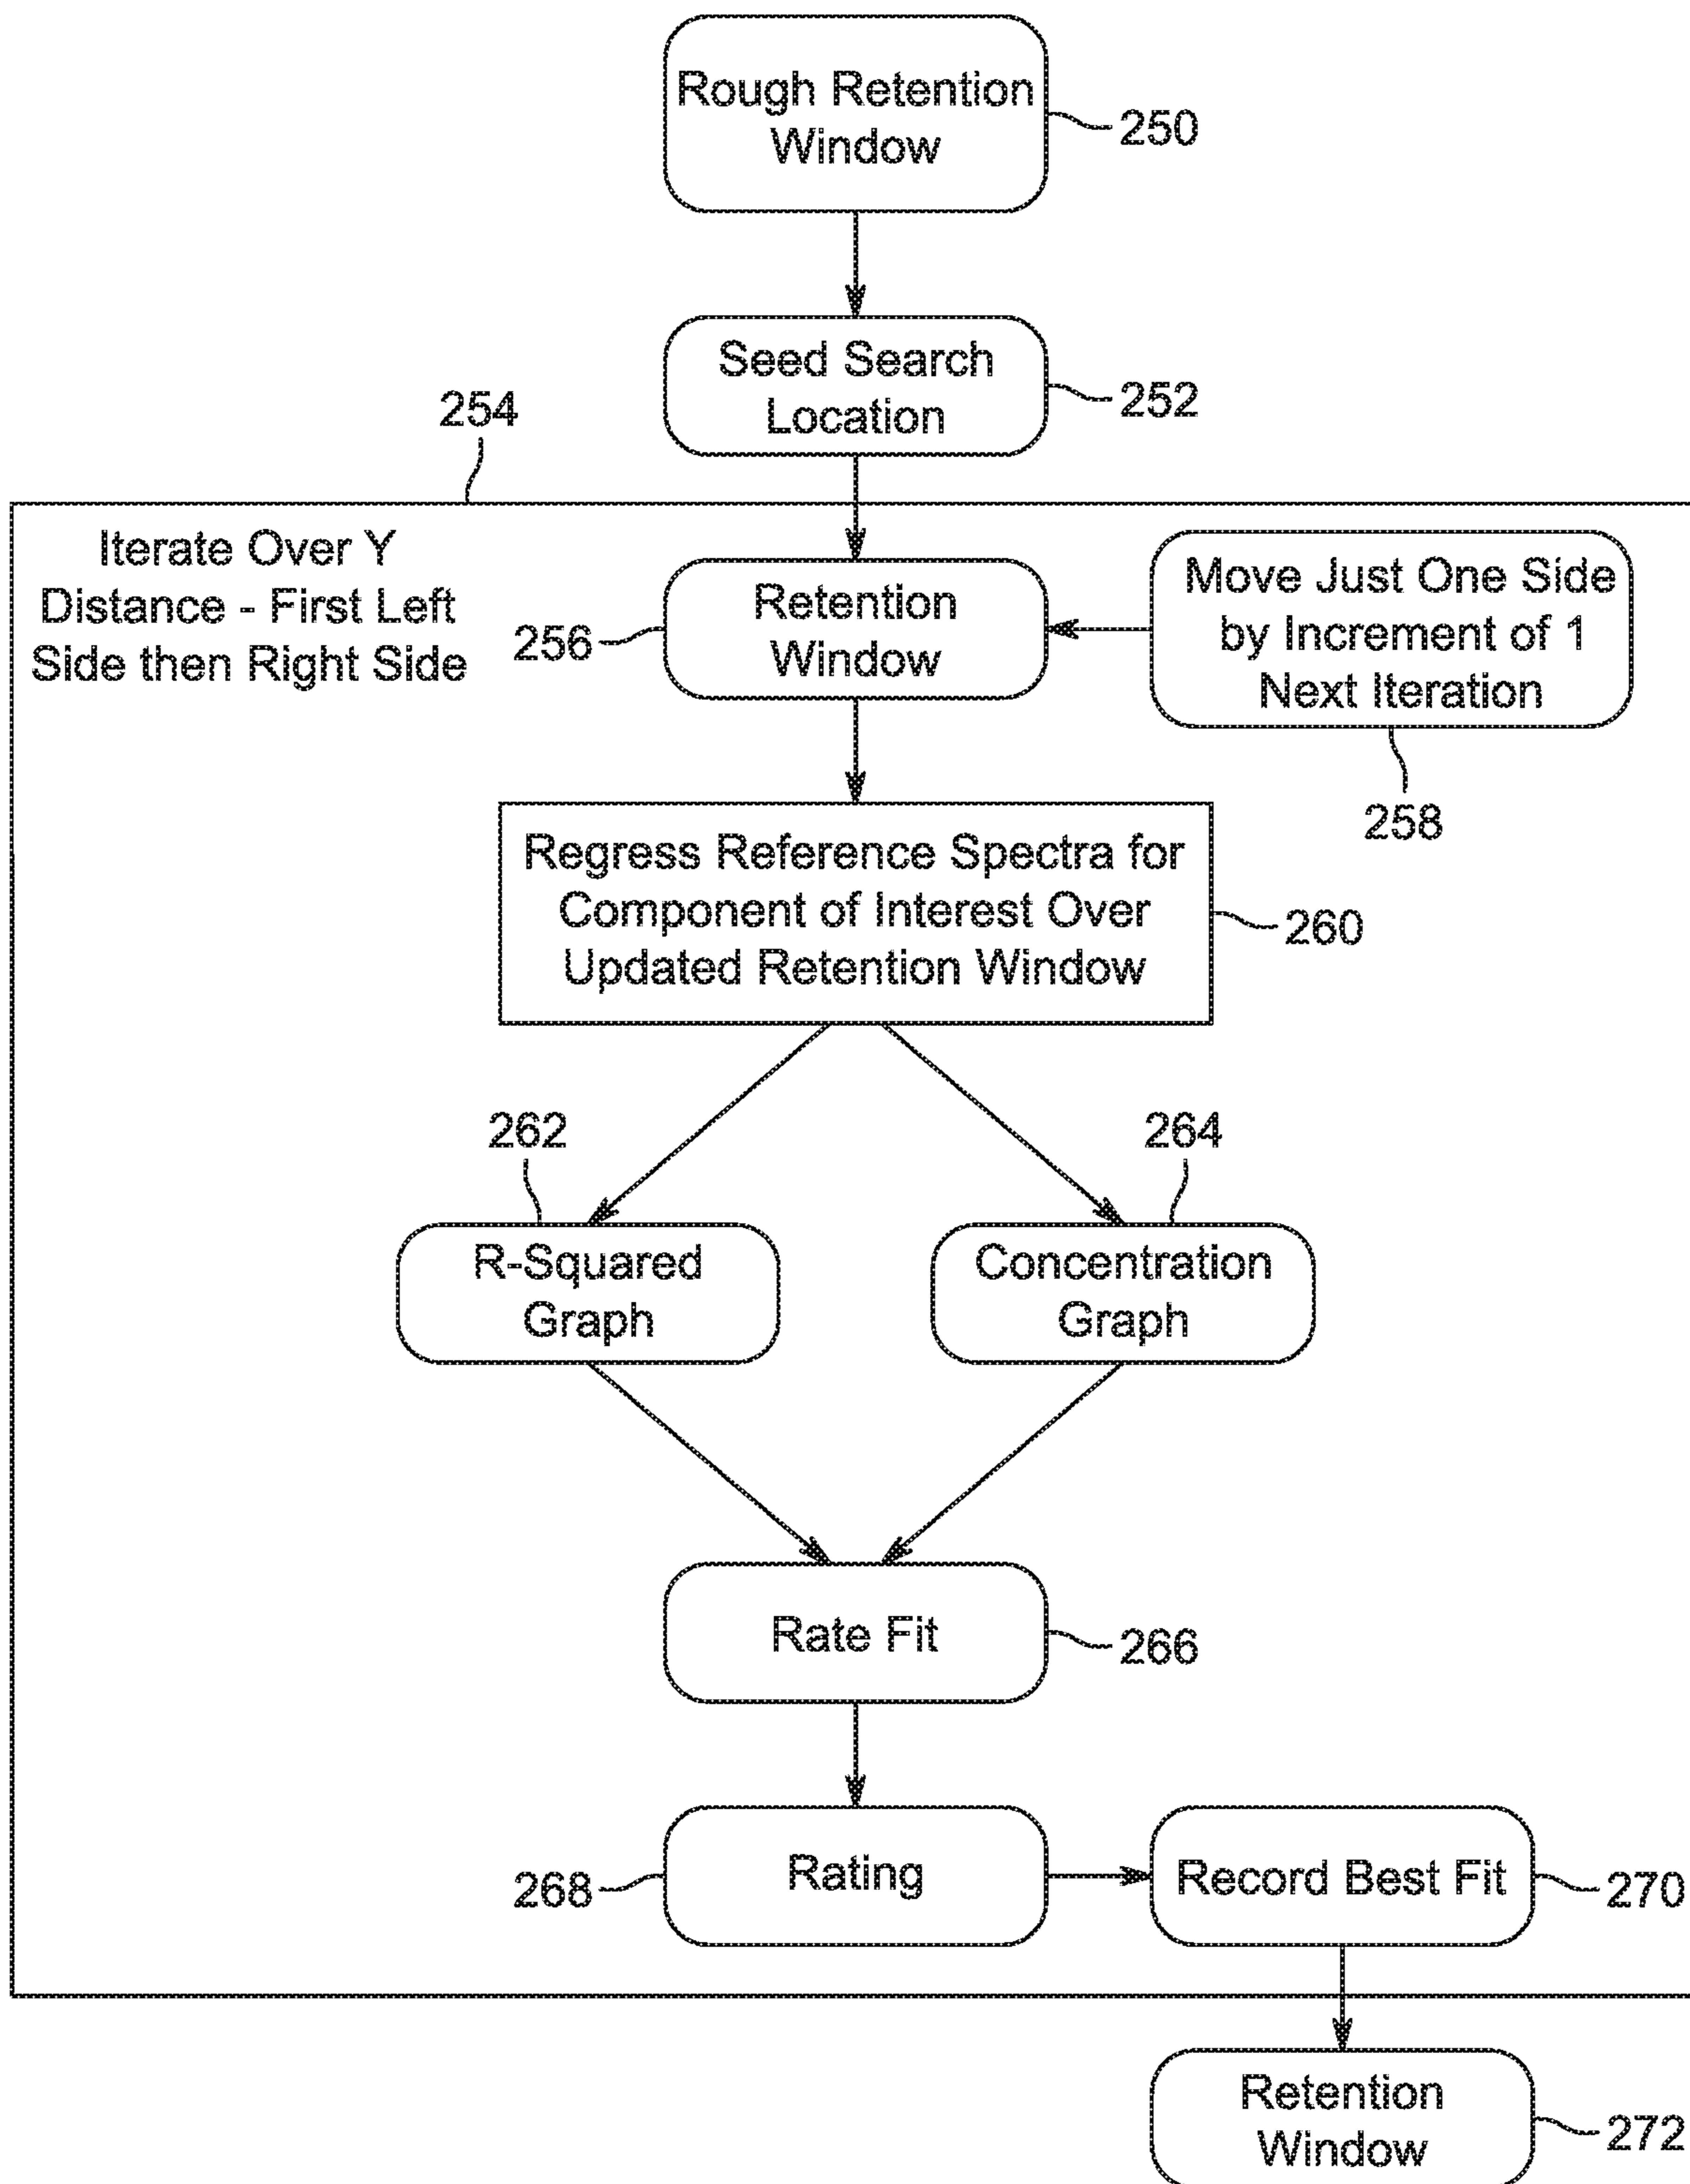 Rough Retention
Window
250
Seed Search
Location
252
254
Iterate Over Y
Distance - First Left
Side then Right Side
Retention
Window
256
Move Just One Side
by Increment of 1
Next Iteration
258
Regress Reference Spectra for
Component of Interest Over
Updated Retention Window
260
262
264
R-Squared
Graph
Concentration
Graph
Rate Fit
266
Rating
268
Record Best Fit
270
Retention
Window
272